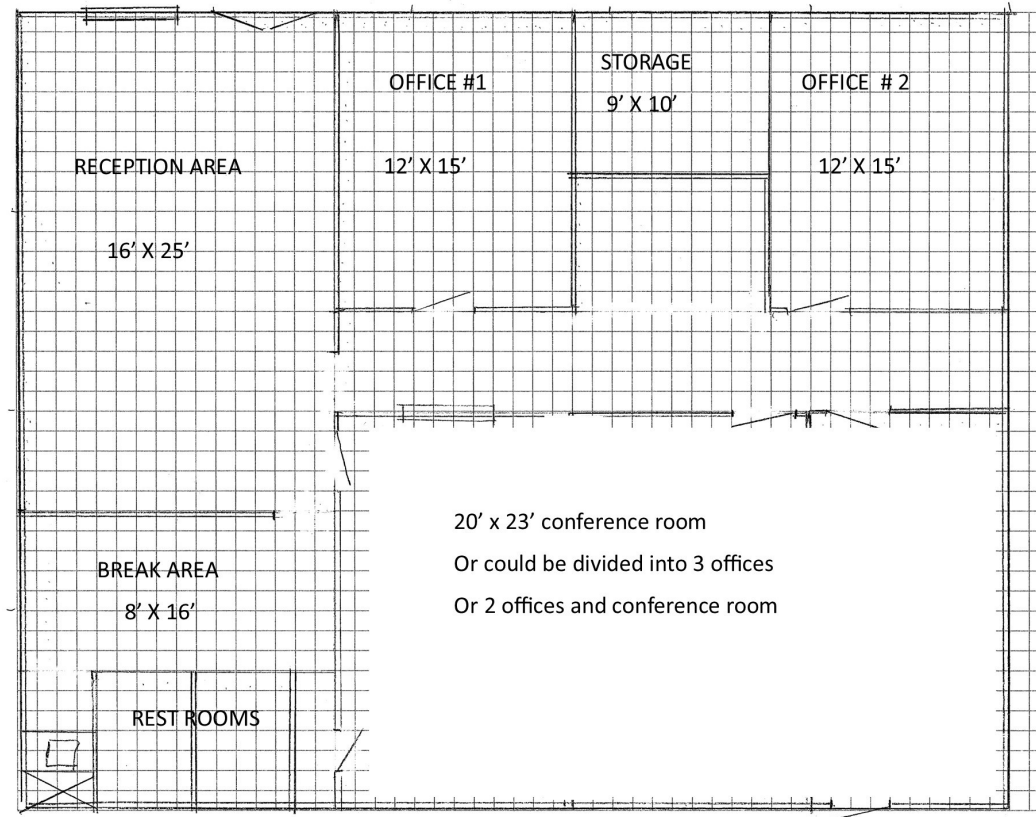 RECEPTION AREA
16’ X 25’
OFFICE #1
12’ X 15’
STORAGE
9’ X 10’
OFFICE # 2
12’ X 15’
BREAK AREA
8’ X 16’
REST ROOMS
20’ x 23’ conference room
Or could be divided into 3 offices
Or 2 offices and conference room